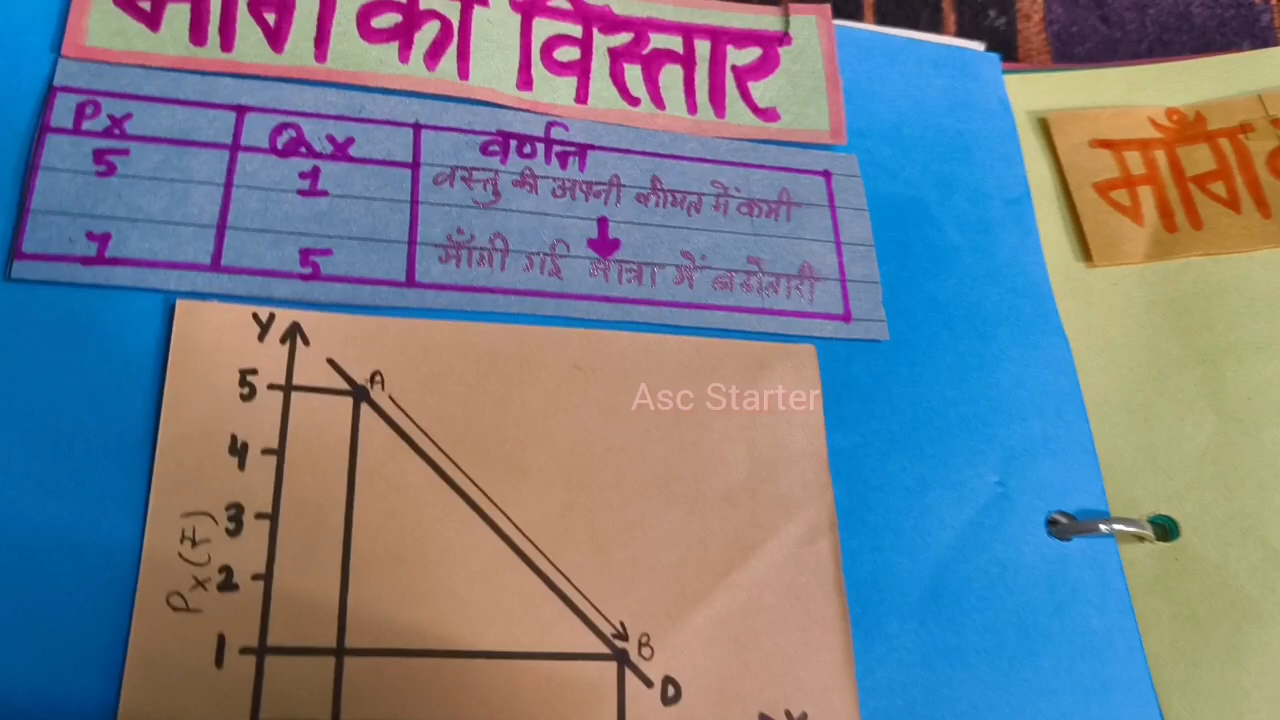 माँग का विस्तार
Px Qx वर्णन
5 1 वस्तु की अपनी कीमत में कमी
1 5 माँगी गई मात्रा में बढ़ोतरी
माँग
Y
5
A
Asc Starter
4
3
Px(₹)
2
1
B
D
X